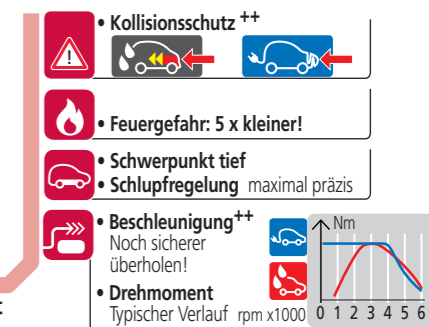 • Kollisionsschutz ++
• Feuergefahr: 5 x kleiner!
• Schwerpunkt tief
• Schlupfregelung maximal präzis
• Beschleunigung++
Noch sicherer
überholen!
• Drehmoment
Typischer Verlauf rpm x1000
Nm
0 1 2 3 4 5 6